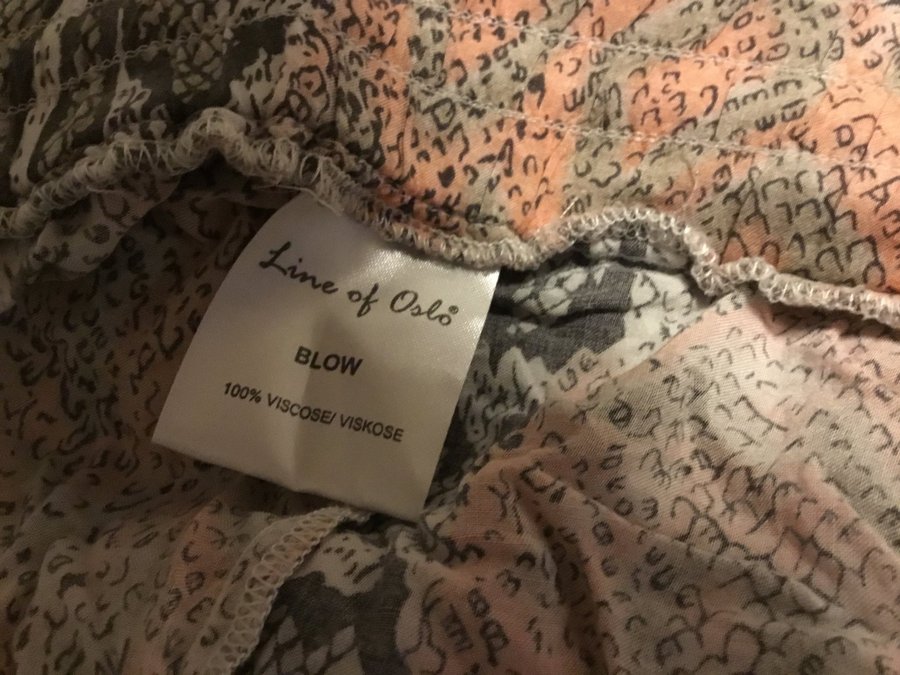 Line of Oslo
BLOW
100% VISCOSE/ VISKOSE